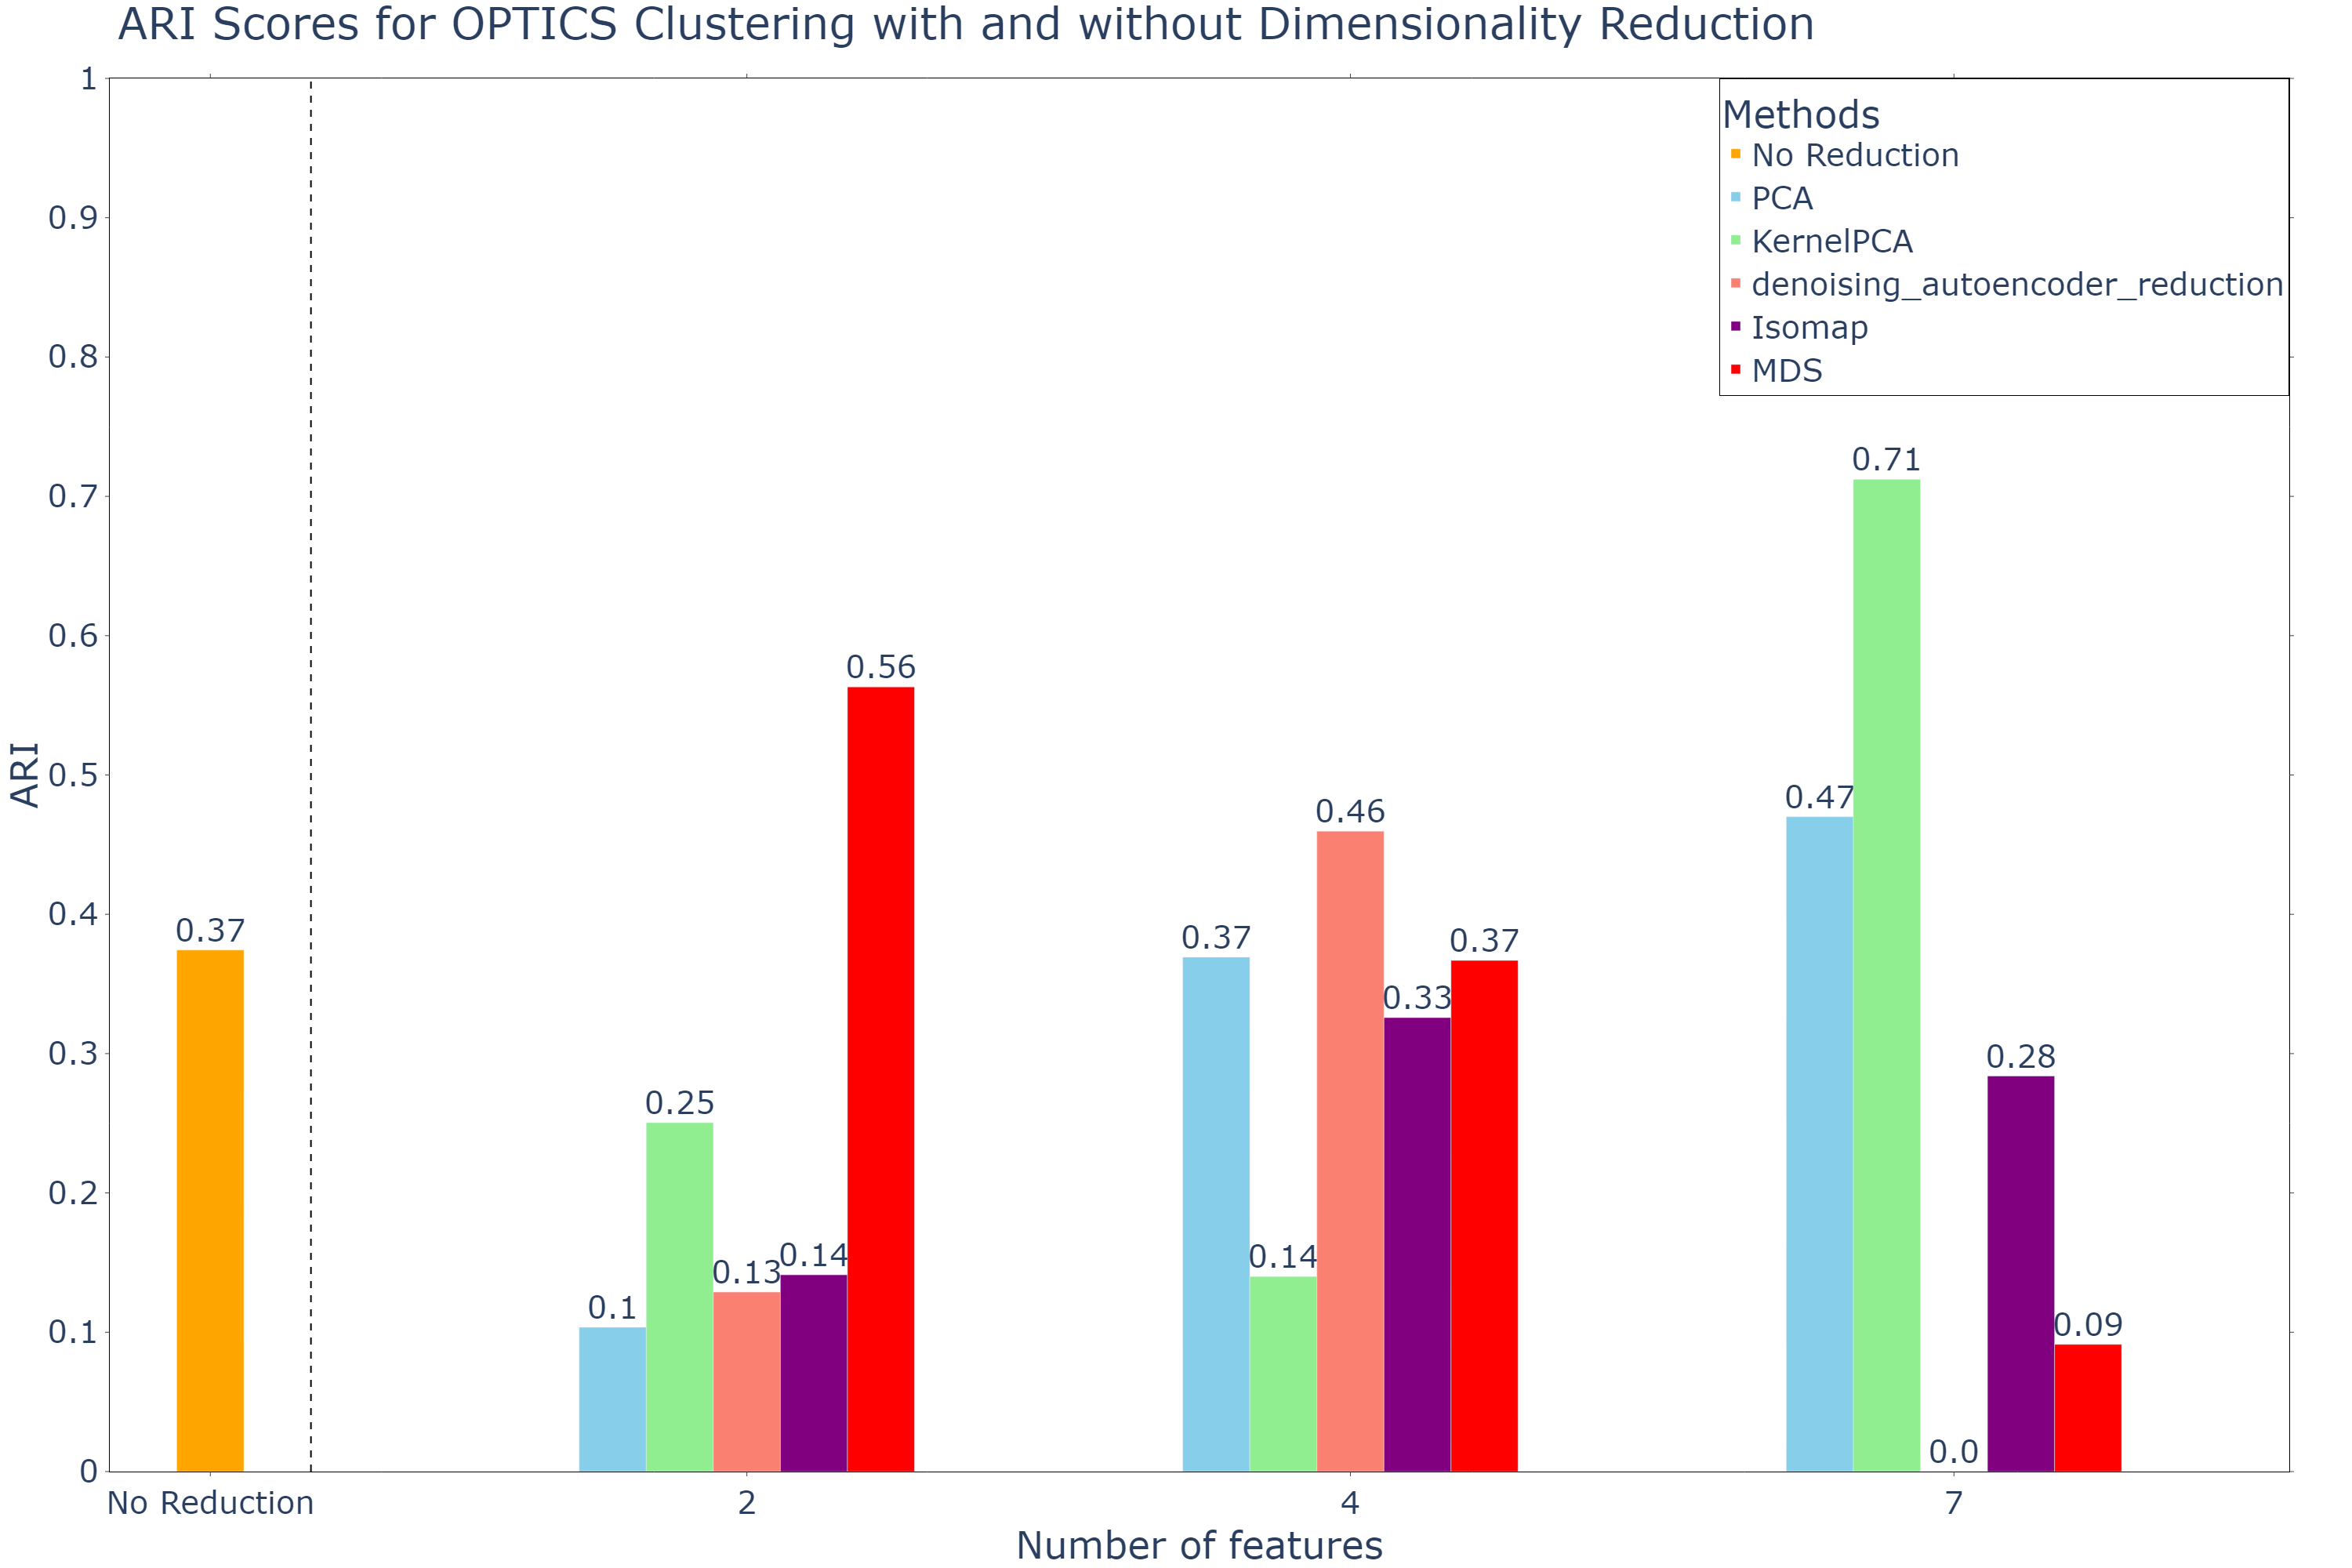 ARI Scores for OPTICS Clustering with and without Dimensionality Reduction
Methods
No Reduction
PCA
KernelPCA
denoising_autoencoder_reduction
Isomap
MDS
ARI
1
0.9
0.8
0.7
0.6
0.5
0.4
0.3
0.2
0.1
0
0.37
0.1
0.25
0.13
0.14
0.56
0.37
0.14
0.46
0.33
0.37
0.47
0.71
0.0
0.28
0.09
No Reduction 2 4 7
Number of features